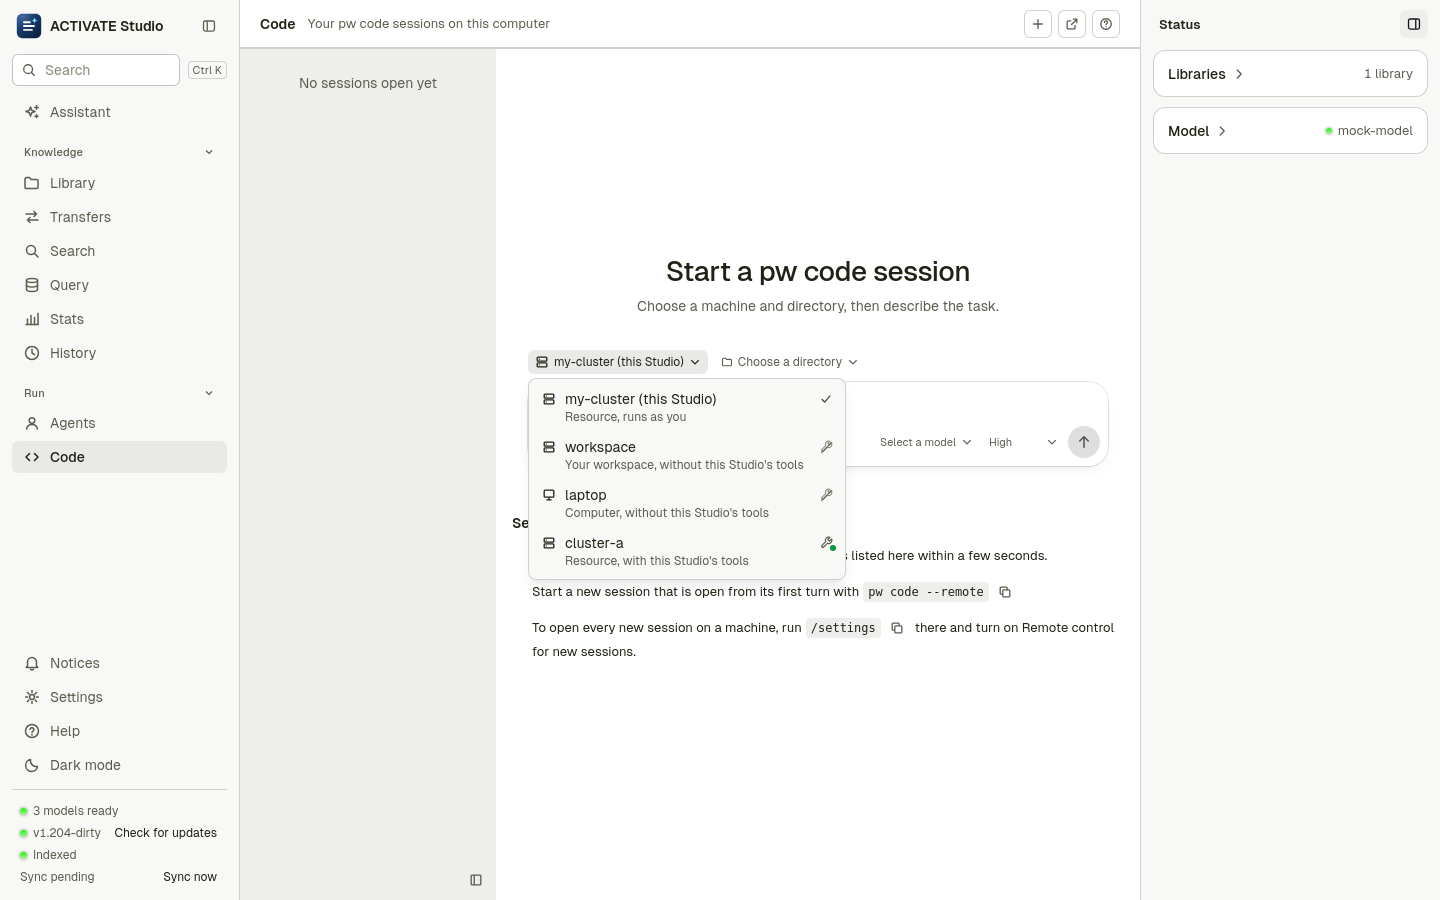 ACTIVATE Studio
Search
Ctrl K
Assistant
Knowledge
Library
Transfers
Search
Query
Stats
History
Run
Agents
Code
Notices
Settings
Help
Dark mode
3 models ready
v1.204-dirty Check for updates
Indexed
Sync pending Sync now
Code Your pw code sessions on this computer
No sessions open yet
Start a pw code session
Choose a machine and directory, then describe the task.
my-cluster (this Studio) Choose a directory
my-cluster (this Studio)
Resource, runs as you
workspace
Your workspace, without this Studio's tools
laptop
Computer, without this Studio's tools
cluster-a
Resource, with this Studio's tools
Select a model High
listed here within a few seconds.
Start a new session that is open from its first turn with pw code --remote
To open every new session on a machine, run /settings there and turn on Remote control
for new sessions.
Status
Libraries 1 library
Model mock-model